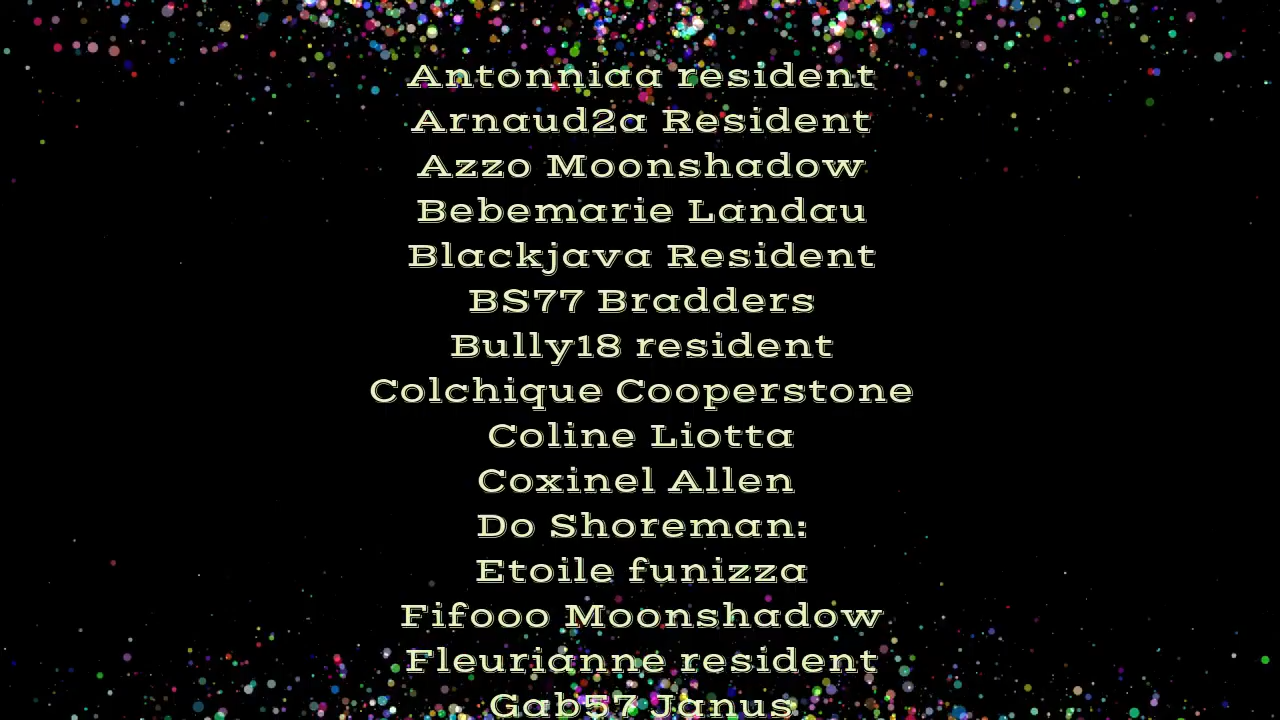 Antonniaa resident
Arnaud2a Resident
Azzo Moonshadow
Bebemarie Landau
Blackjava Resident
BS77 Bradders
Bully18 resident
Colchique Cooperstone
Coline Liotta
Coxinel Allen
Do Shoreman:
Etoile funizza
Fifooo Moonshadow
Fleurianne resident
Gab57 Janus